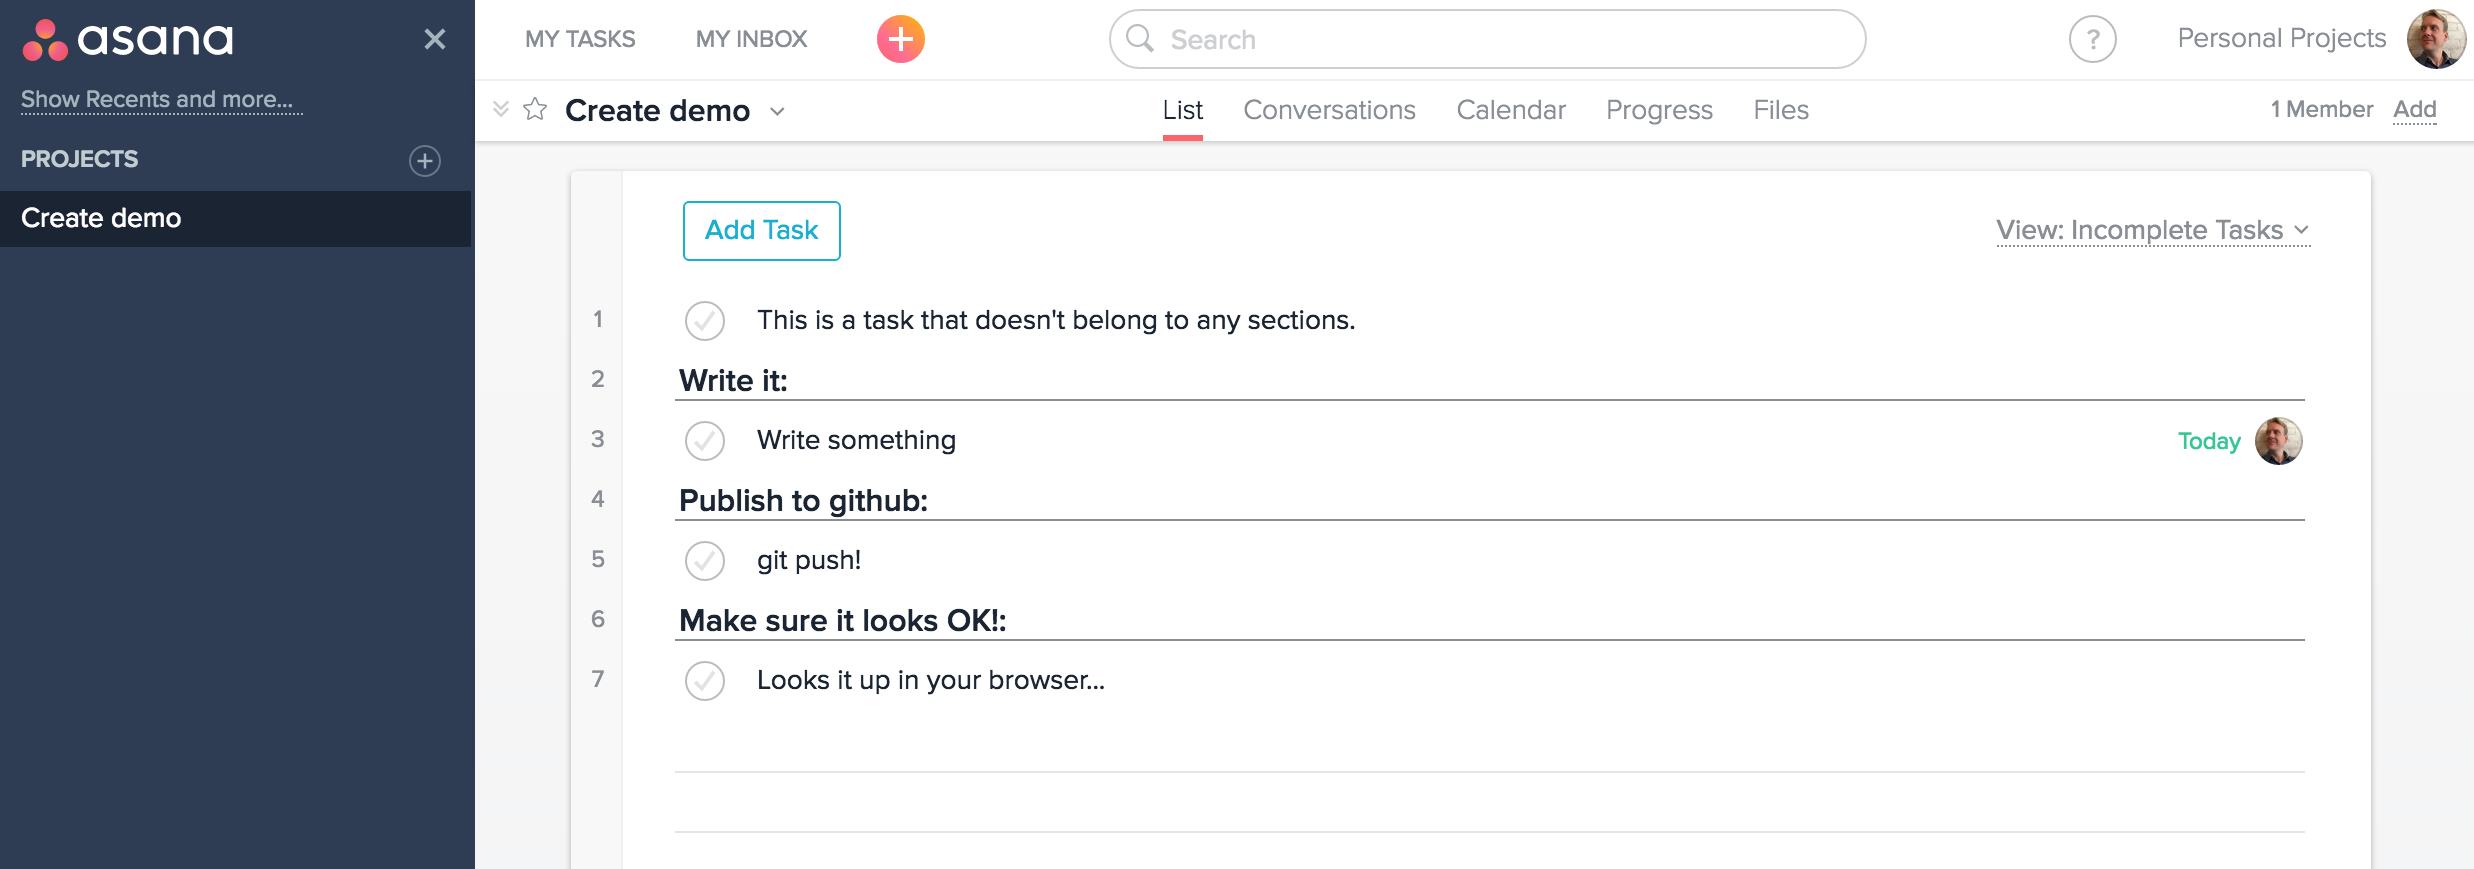 asana
MY TASKS
MY INBOX
Search
?
Personal Projects
Show Recents and more...
Create demo
List
Conversations
Calendar
Progress
Files
1 Member
Add
PROJECTS
Create demo
Add Task
View: Incomplete Tasks
1 This is a task that doesn't belong to any sections.
2 Write it:
3 Write something Today
4 Publish to github:
5 git push!
6 Make sure it looks OK!:
7 Looks it up in your browser...